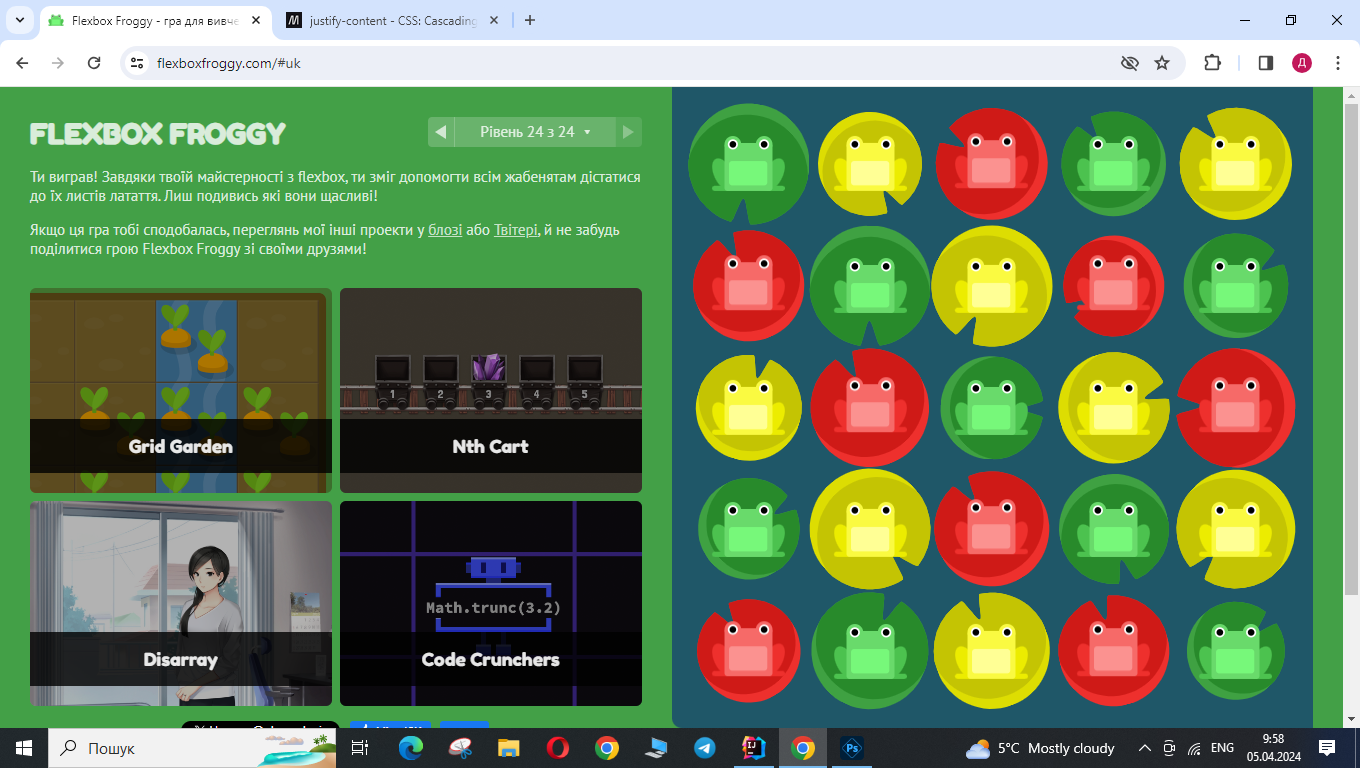 Flexbox Froggy - гра для вивче
justify-content - CSS: Cascading
flexboxfroggy.com/#uk
Д
FLEXBOX FROGGY
Рівень 24 з 24
Ти виграв! Завдяки твоїй майстерності з flexbox, ти зміг допомогти всім жабенятам дістатися
до їх листів латаття. Лиш подивись які вони щасливі!
Якщо ця гра тобі сподобалась, переглянь мої інші проекти у блозі або Твітері, й не забудь
поділитися грою Flexbox Froggy зі своїми друзями!
1 2 3 4 5
Grid Garden
Nth Cart
Math.trunc(3.2)
Disarray
Code Crunchers
Пошук
IJ
Ps
5°C Mostly cloudy
ENG
9:58
05.04.2024